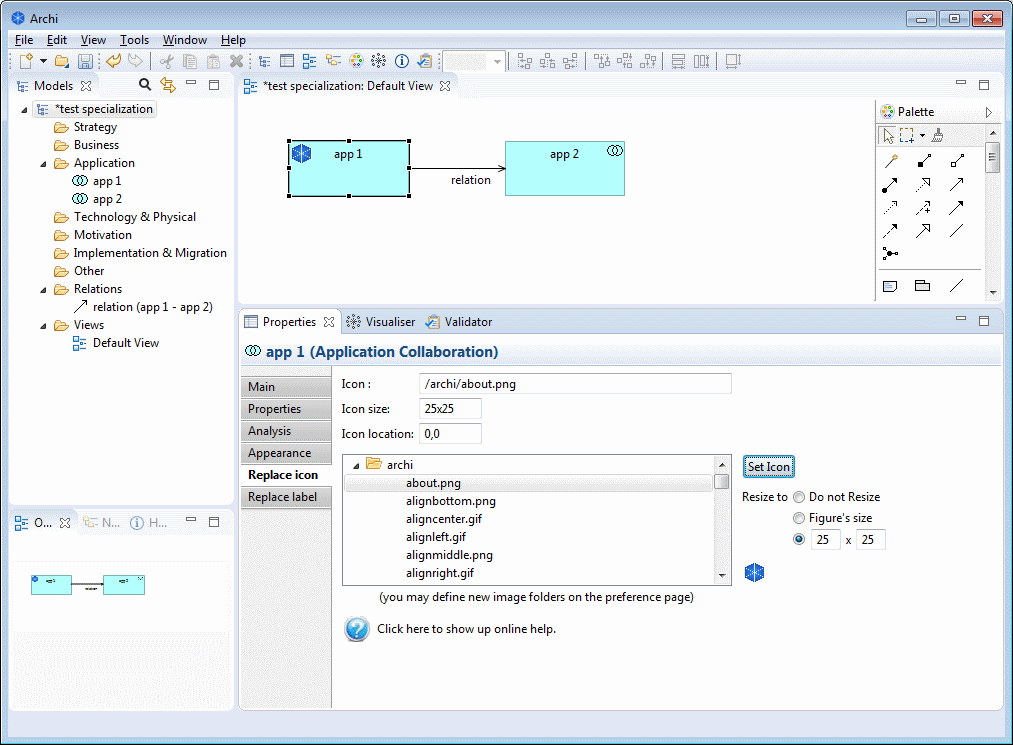 Archi
File Edit View Tools Window Help
Models
*test specialization
Strategy
Business
Application
app 1
app 2
Technology & Physical
Motivation
Implementation & Migration
Other
Relations
relation (app 1 - app 2)
Views
Default View
O... N... H...
*test specialization: Default View
app 1
relation
app 2
Palette
Properties Visualiser Validator
app 1 (Application Collaboration)
Main
Properties
Analysis
Appearance
Replace icon
Replace label
Icon : /archi/about.png
Icon size: 25x25
Icon location: 0,0
archi
about.png
alignbottom.png
aligncenter.gif
alignleft.gif
alignmiddle.png
alignright.gif
Set Icon
Resize to Do not Resize
Figure's size
25 x 25
(you may define new image folders on the preference page)
Click here to show up online help.